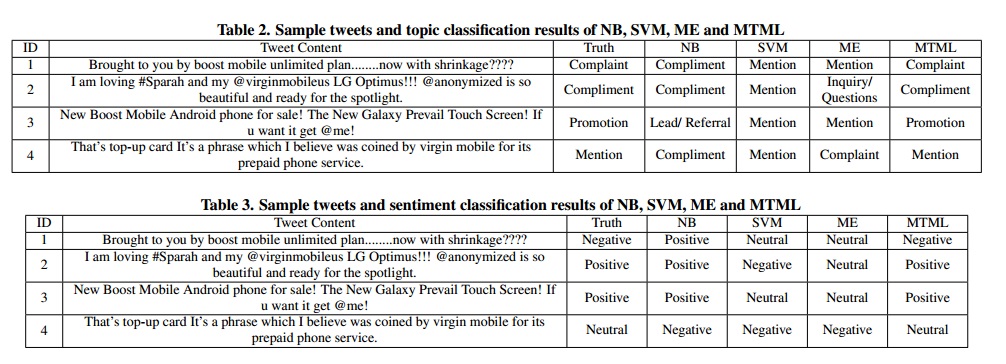 Table 2. Sample tweets and topic classification results of NB, SVM, ME and MTML
ID Tweet Content Truth NB SVM ME MTML
1 Brought to you by boost mobile unlimited plan........now with shrinkage???? Complaint Compliment Mention Mention Complaint
2 I am loving #Sparah and my @virginmobileus LG Optimus!!! @anonymized is so
beautiful and ready for the spotlight. Compliment Compliment Mention Inquiry/
Questions Compliment
3 New Boost Mobile Android phone for sale! The New Galaxy Prevail Touch Screen! If
u want it get @me! Promotion Lead/ Referral Mention Mention Promotion
4 That's top-up card It's a phrase which I believe was coined by virgin mobile for its
prepaid phone service. Mention Compliment Mention Complaint Mention
Table 3. Sample tweets and sentiment classification results of NB, SVM, ME and MTML
ID Tweet Content Truth NB SVM ME MTML
1 Brought to you by boost mobile unlimited plan........now with shrinkage???? Negative Positive Neutral Neutral Negative
2 I am loving #Sparah and my @virginmobileus LG Optimus!!! @anonymized is so
beautiful and ready for the spotlight. Positive Positive Negative Neutral Positive
3 New Boost Mobile Android phone for sale! The New Galaxy Prevail Touch Screen! If
u want it get @me! Positive Positive Neutral Neutral Positive
4 That's top-up card It's a phrase which I believe was coined by virgin mobile for its
prepaid phone service. Neutral Negative Negative Negative Neutral